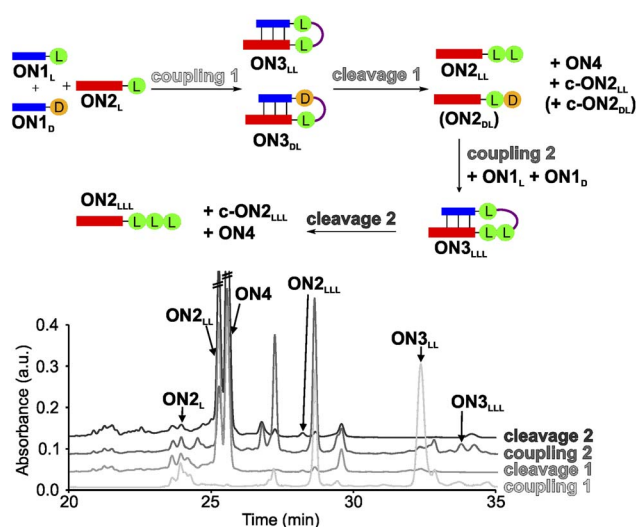 L
ON1L
+
D
ON1D
+
L
ON2L
coupling 1
L
L
ON3LL
D
L
ON3DL
cleavage 1
L L
ON2LL
L D
(ON2DL)
+ ON4
+ c-ON2LL
(+ c-ON2DL)
coupling 2
+ ON1L + ON1D
L
L L
ON3LLL
cleavage 2
ON2LLL
L L L
+ c-ON2LLL
+ ON4
Absorbance (a.u.)
0.4
0.3
0.2
0.1
0.0
ON2L
ON2LL
ON4
ON2LLL
ON3LL
ON3LLL
cleavage 2
coupling 2
cleavage 1
coupling 1
20 25 30 35
Time (min)